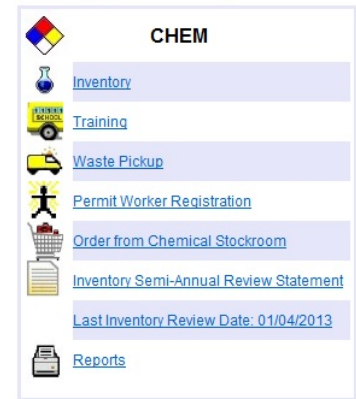 CHEM
Inventory
SCHOOL
Training
Waste Pickup
Permit Worker Registration
Order from Chemical Stockroom
Inventory Semi-Annual Review Statement
Last Inventory Review Date: 01/04/2013
Reports